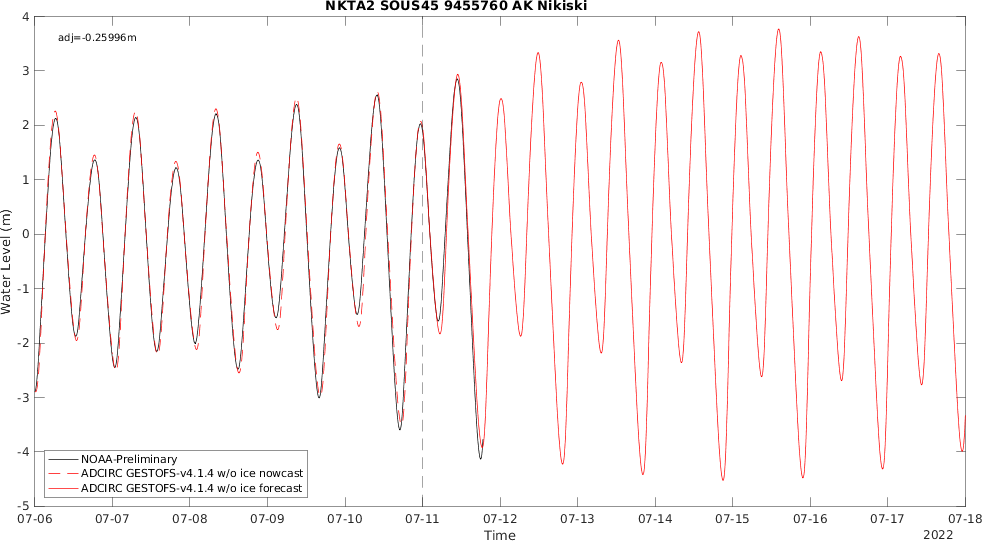 NKTA2 SOUS45 9455760 AK Nikiski
adj=-0.25996m
4
3
2
1
0
-1
-2
-3
-4
-5
Water Level (m)
NOAA-Preliminary
ADCIRC GESTOFS-v4.1.4 w/o ice nowcast
ADCIRC GESTOFS-v4.1.4 w/o ice forecast
07-06 07-07 07-08 07-09 07-10 07-11 07-12 07-13 07-14 07-15 07-16 07-17 07-18
Time
2022